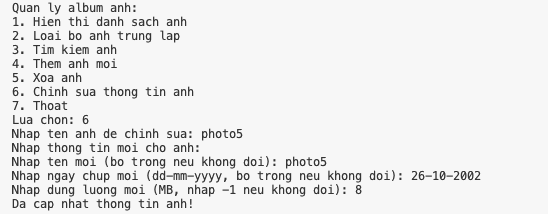 Quan ly album anh:
1. Hien thi danh sach anh
2. Loai bo anh trung lap
3. Tim kiem anh
4. Them anh moi
5. Xoa anh
6. Chinh sua thong tin anh
7. Thoat
Lua chon: 6
Nhap ten anh de chinh sua: photo5
Nhap thong tin moi cho anh:
Nhap ten moi (bo trong neu khong doi): photo5
Nhap ngay chup moi (dd-mm-yyyy, bo trong neu khong doi): 26-10-2002
Nhap dung luong moi (MB, nhap -1 neu khong doi): 8
Da cap nhat thong tin anh!